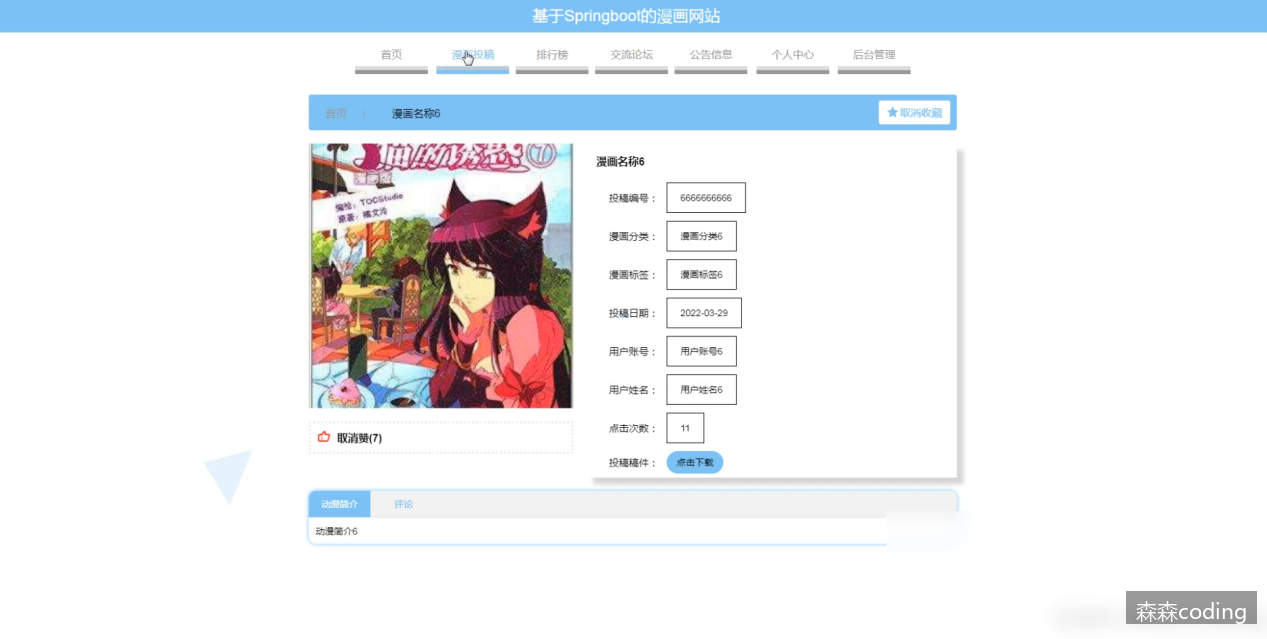 基于Springboot的漫画网站
首页 漫画投稿 排行榜 交流论坛 公告信息 个人中心 后台管理
首页 / 漫画名称6 取消收藏
漫画名称6
漫画版
编绘：TOCStudio
原著：橘文泠
投稿编号： 6666666666
漫画分类： 漫画分类6
漫画标签： 漫画标签6
投稿日期： 2022-03-29
用户账号： 用户账号6
用户姓名： 用户姓名6
点击次数： 11
投稿稿件： 点击下载
取消赞(7)
动漫简介 评论
动漫简介6
森森coding